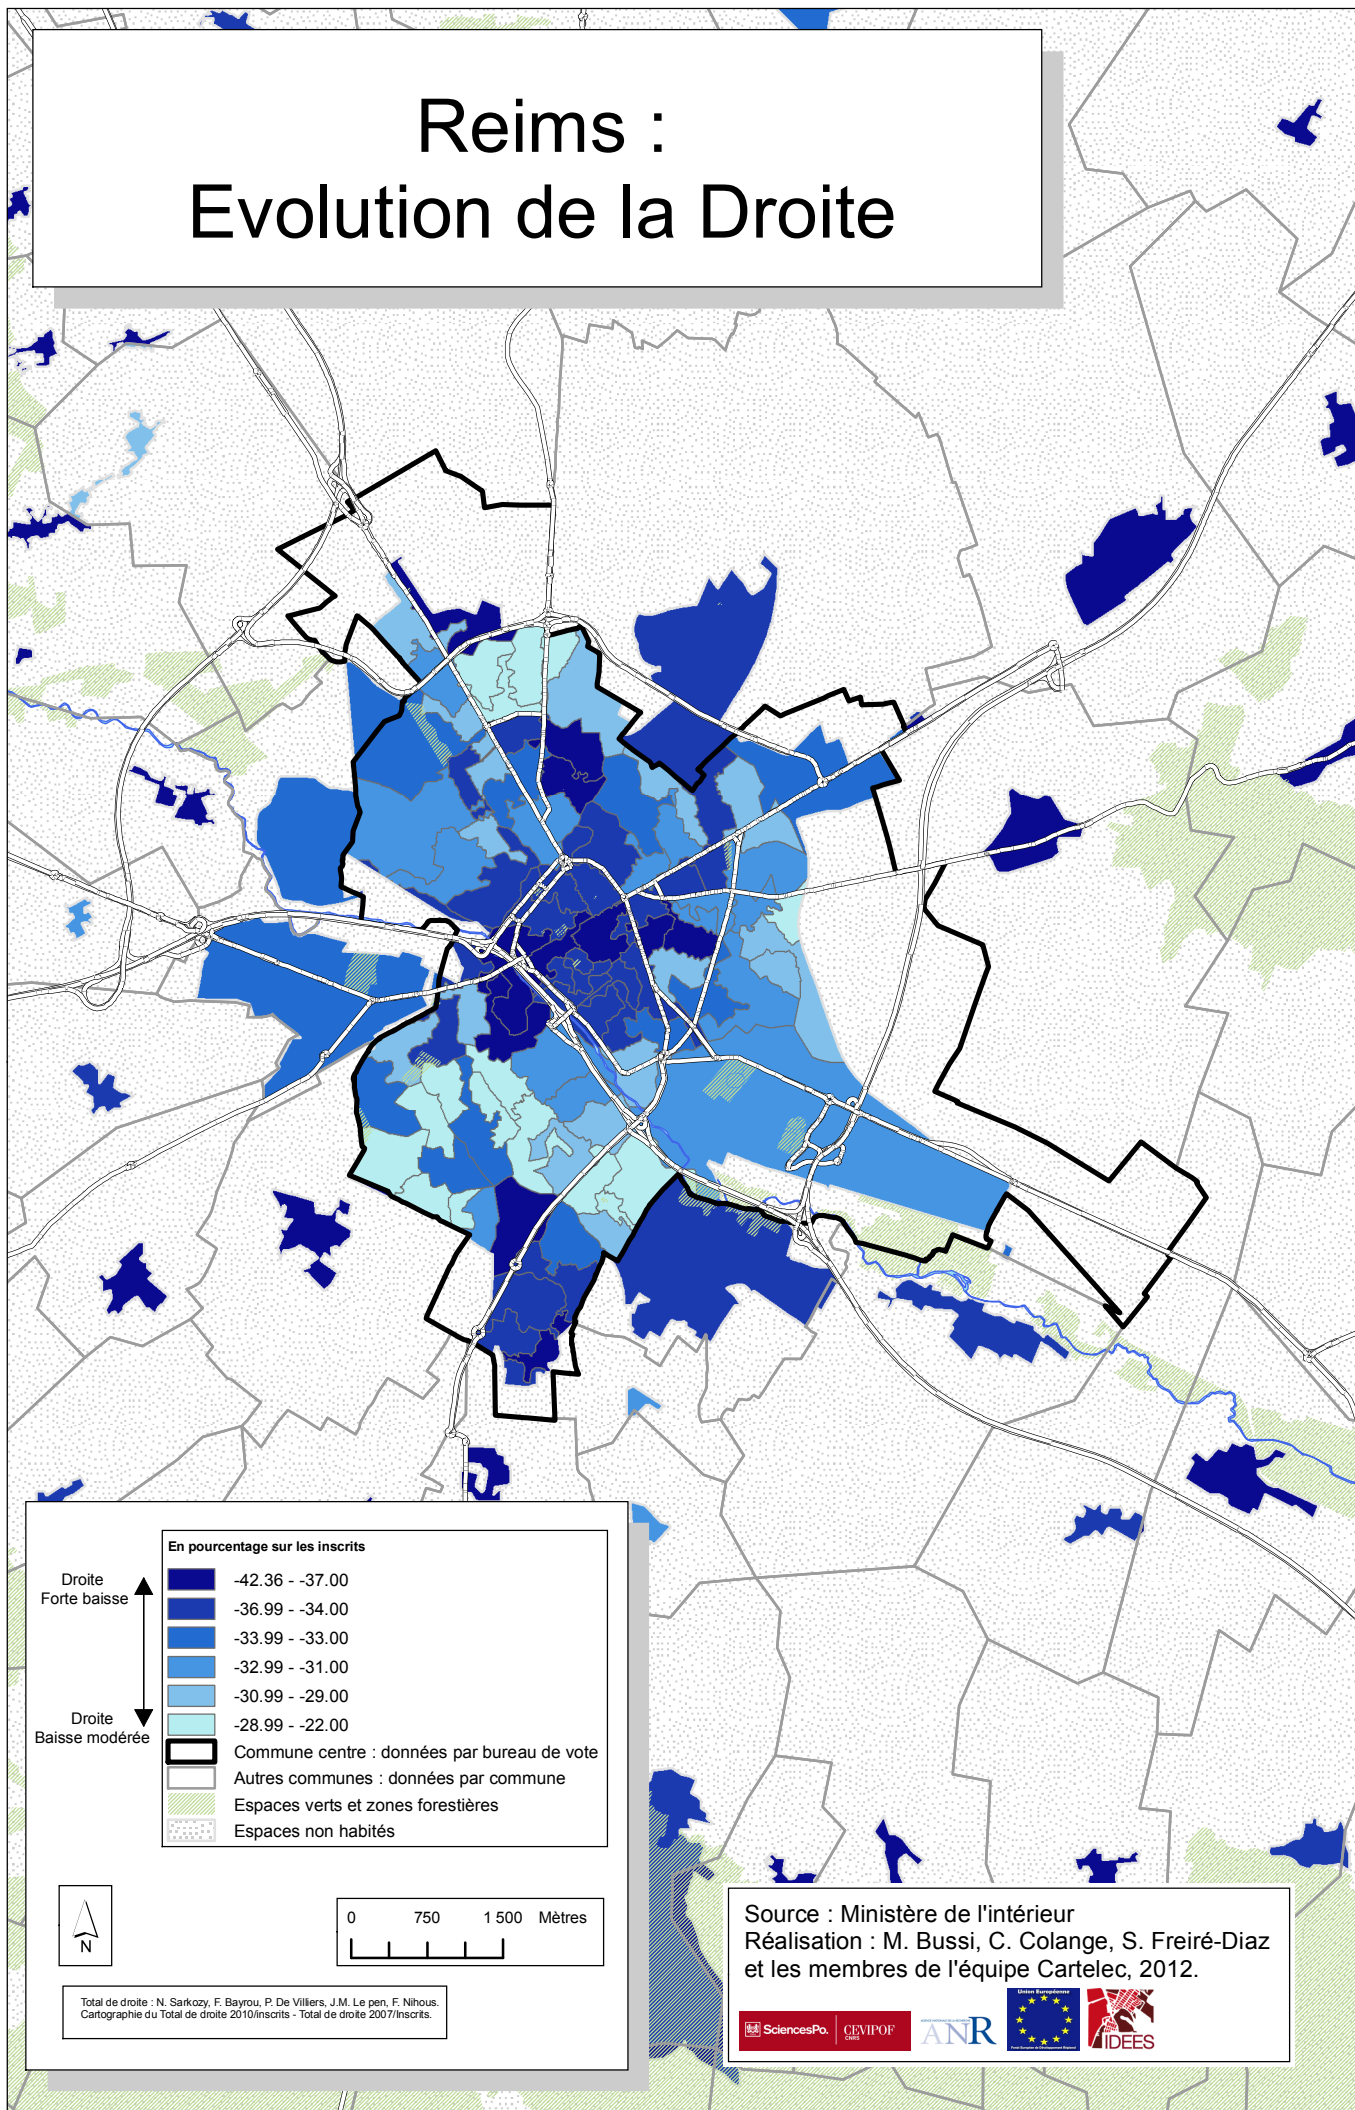 Reims :
Evolution de la Droite
En pourcentage sur les inscrits
Droite
Forte baisse
-42.36 - -37.00
-36.99 - -34.00
-33.99 - -33.00
-32.99 - -31.00
-30.99 - -29.00
-28.99 - -22.00
Droite
Baisse modérée
Commune centre : données par bureau de vote
Autres communes : données par commune
Espaces verts et zones forestières
Espaces non habités
N
0 750 1 500 Mètres
Total de droite : N. Sarkozy, F. Bayrou, P. De Villiers, J.M. Le pen, F. Nihous.
Cartographie du Total de droite 2010/inscrits - Total de droite 2007/Inscrits.
Source : Ministère de l'intérieur
Réalisation : M. Bussi, C. Colange, S. Freiré-Diaz
et les membres de l'équipe Cartelec, 2012.
SciencesPo. CEVIPOF
CNRS
ANR
Union Européenne
IDEES